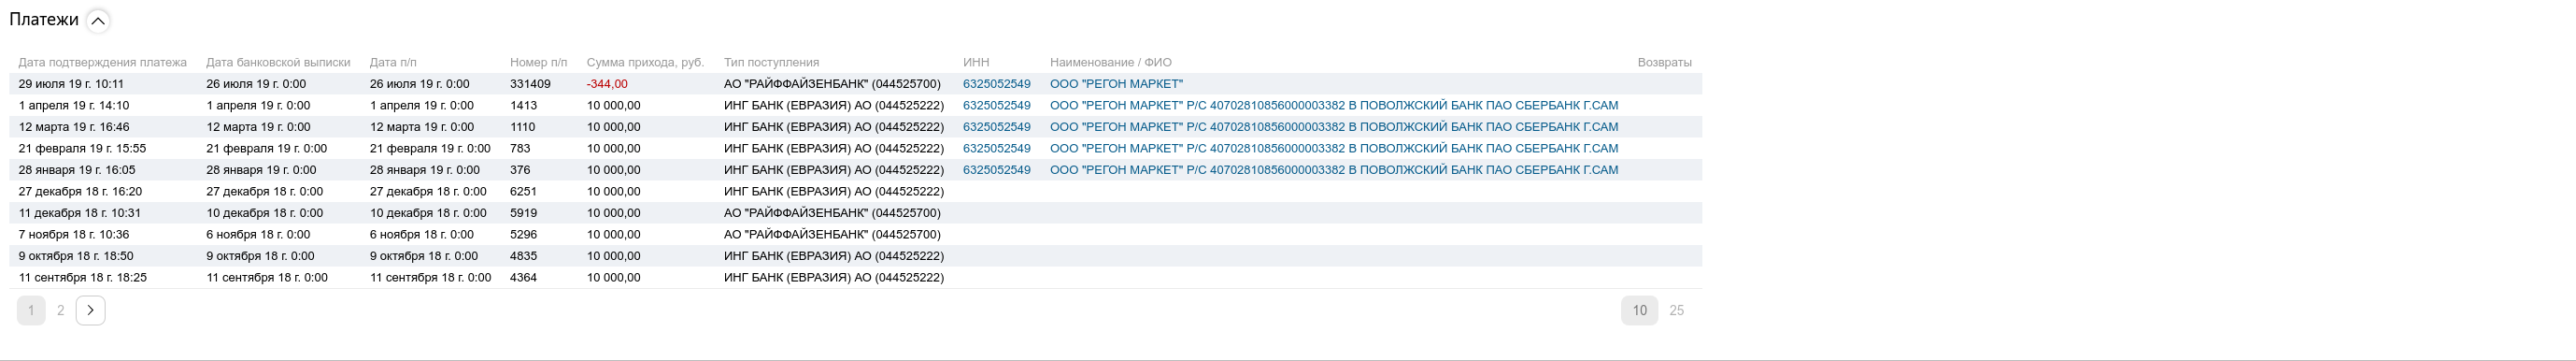 Платежи
Дата подтверждения платежа Дата банковской выписки Дата п/п Номер п/п Сумма прихода, руб. Тип поступления ИНН Наименование / ФИО Возвраты
29 июля 19 г. 10:11 26 июля 19 г. 0:00 26 июля 19 г. 0:00 331409 -344,00 АО "РАЙФФАЙЗЕНБАНК" (044525700) 6325052549 ООО "РЕГОН МАРКЕТ"
1 апреля 19 г. 14:10 1 апреля 19 г. 0:00 1 апреля 19 г. 0:00 1413 10 000,00 ИНГ БАНК (ЕВРАЗИЯ) АО (044525222) 6325052549 ООО "РЕГОН МАРКЕТ" Р/С 40702810856000003382 В ПОВОЛЖСКИЙ БАНК ПАО СБЕРБАНК Г.САМ
12 марта 19 г. 16:46 12 марта 19 г. 0:00 12 марта 19 г. 0:00 1110 10 000,00 ИНГ БАНК (ЕВРАЗИЯ) АО (044525222) 6325052549 ООО "РЕГОН МАРКЕТ" Р/С 40702810856000003382 В ПОВОЛЖСКИЙ БАНК ПАО СБЕРБАНК Г.САМ
21 февраля 19 г. 15:55 21 февраля 19 г. 0:00 21 февраля 19 г. 0:00 783 10 000,00 ИНГ БАНК (ЕВРАЗИЯ) АО (044525222) 6325052549 ООО "РЕГОН МАРКЕТ" Р/С 40702810856000003382 В ПОВОЛЖСКИЙ БАНК ПАО СБЕРБАНК Г.САМ
28 января 19 г. 16:05 28 января 19 г. 0:00 28 января 19 г. 0:00 376 10 000,00 ИНГ БАНК (ЕВРАЗИЯ) АО (044525222) 6325052549 ООО "РЕГОН МАРКЕТ" Р/С 40702810856000003382 В ПОВОЛЖСКИЙ БАНК ПАО СБЕРБАНК Г.САМ
27 декабря 18 г. 16:20 27 декабря 18 г. 0:00 27 декабря 18 г. 0:00 6251 10 000,00 ИНГ БАНК (ЕВРАЗИЯ) АО (044525222)
11 декабря 18 г. 10:31 10 декабря 18 г. 0:00 10 декабря 18 г. 0:00 5919 10 000,00 АО "РАЙФФАЙЗЕНБАНК" (044525700)
7 ноября 18 г. 10:36 6 ноября 18 г. 0:00 6 ноября 18 г. 0:00 5296 10 000,00 АО "РАЙФФАЙЗЕНБАНК" (044525700)
9 октября 18 г. 18:50 9 октября 18 г. 0:00 9 октября 18 г. 0:00 4835 10 000,00 ИНГ БАНК (ЕВРАЗИЯ) АО (044525222)
11 сентября 18 г. 18:25 11 сентября 18 г. 0:00 11 сентября 18 г. 0:00 4364 10 000,00 ИНГ БАНК (ЕВРАЗИЯ) АО (044525222)
1 2 10 25